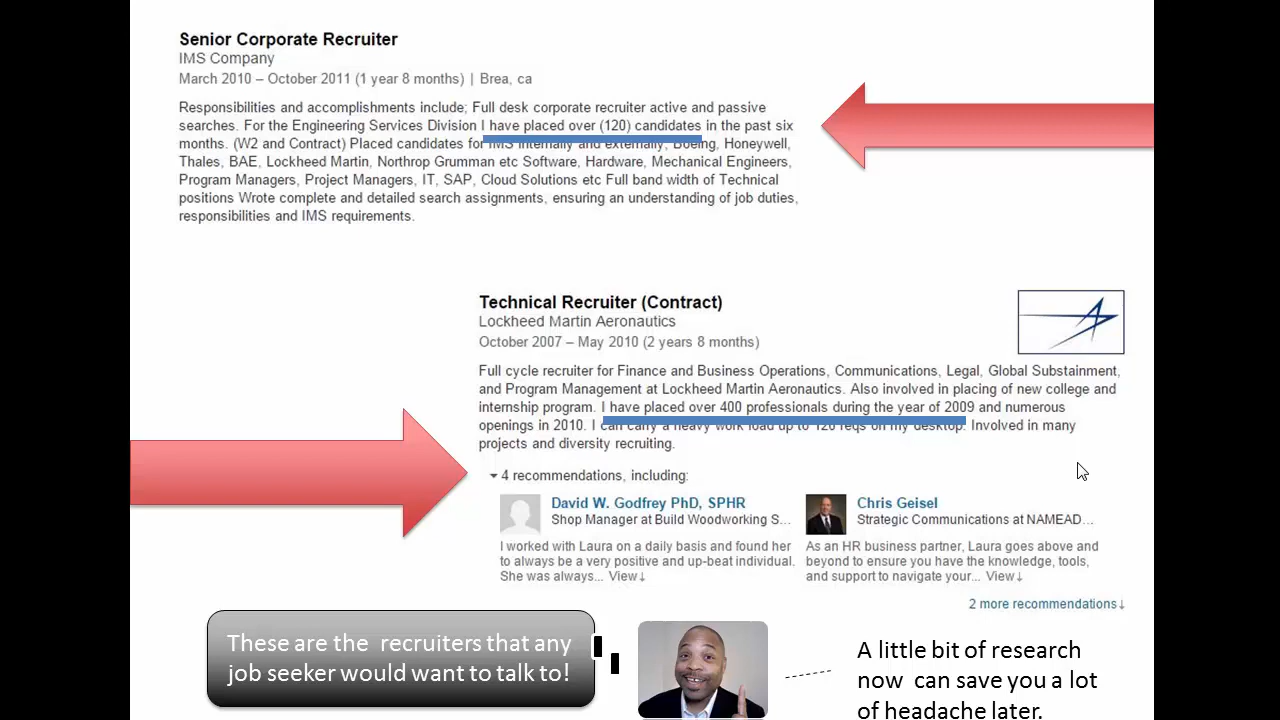 Senior Corporate Recruiter
IMS Company
March 2010 – October 2011 (1 year 8 months) | Brea, ca
Responsibilities and accomplishments include; Full desk corporate recruiter active and passive
searches. For the Engineering Services Division I have placed over (120) candidates in the past six
months. (W2 and Contract) Placed candidates for IMS internally and externally, Boeing, Honeywell,
Thales, BAE, Lockheed Martin, Northrop Grumman etc Software, Hardware, Mechanical Engineers,
Program Managers, Project Managers, IT, SAP, Cloud Solutions etc Full band width of Technical
positions Wrote complete and detailed search assignments, ensuring an understanding of job duties,
responsibilities and IMS requirements.
Technical Recruiter (Contract)
Lockheed Martin Aeronautics
October 2007 – May 2010 (2 years 8 months)
Full cycle recruiter for Finance and Business Operations, Communications, Legal, Global Substainment,
and Program Management at Lockheed Martin Aeronautics. Also involved in placing of new college and
internship program. I have placed over 400 professionals during the year of 2009 and numerous
openings in 2010. I can carry a heavy work load up to 120 reqs on my desktop. Involved in many
projects and diversity recruiting.
4 recommendations, including:
David W. Godfrey PhD, SPHR
Shop Manager at Build Woodworking S...
I worked with Laura on a daily basis and found her
to always be a very positive and up-beat individual.
She was always... View↓
Chris Geisel
Strategic Communications at NAMEAD...
As an HR business partner, Laura goes above and
beyond to ensure you have the knowledge, tools,
and support to navigate your... View↓
2 more recommendations↓
These are the recruiters that any
job seeker would want to talk to!
A little bit of research
now can save you a lot
of headache later.